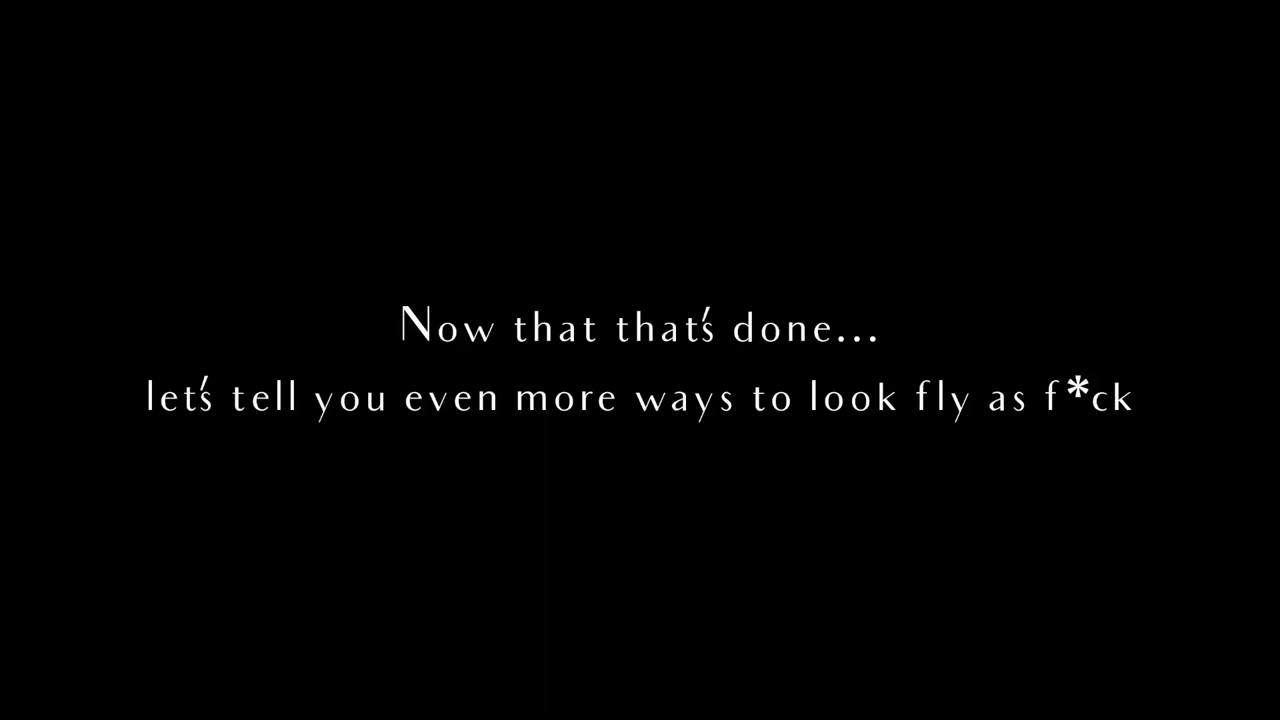 Now that that's done...
let's tell you even more ways to look fly as f*ck